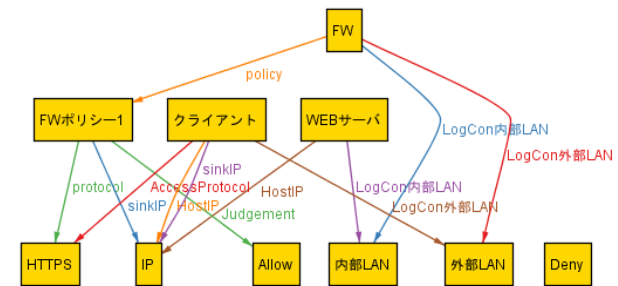 FW
policy
FWポリシー1
クライアント
WEBサーバ
LogCon内部LAN
LogCon外部LAN
sinkIP
protocol
AccessProtocol
HostIP
LogCon内部LAN
sinkIP
HostIP
Judgement
LogCon外部LAN
HTTPS
IP
Allow
内部LAN
外部LAN
Deny